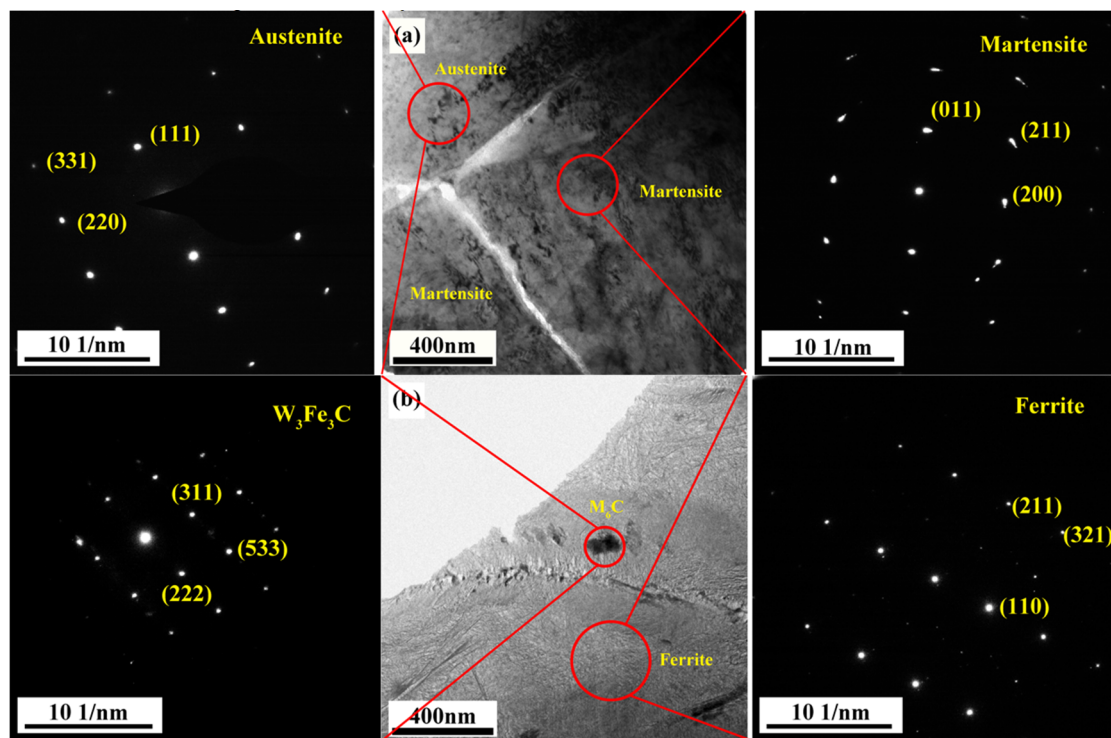 Austenite
(111)
(331)
(220)
10 1/nm
(a)
Austenite
Martensite
Martensite
400nm
Martensite
(011)
(211)
(200)
10 1/nm
W₃Fe₃C
(311)
(533)
(222)
10 1/nm
(b)
M₆C
Ferrite
400nm
Ferrite
(211)
(321)
(110)
10 1/nm